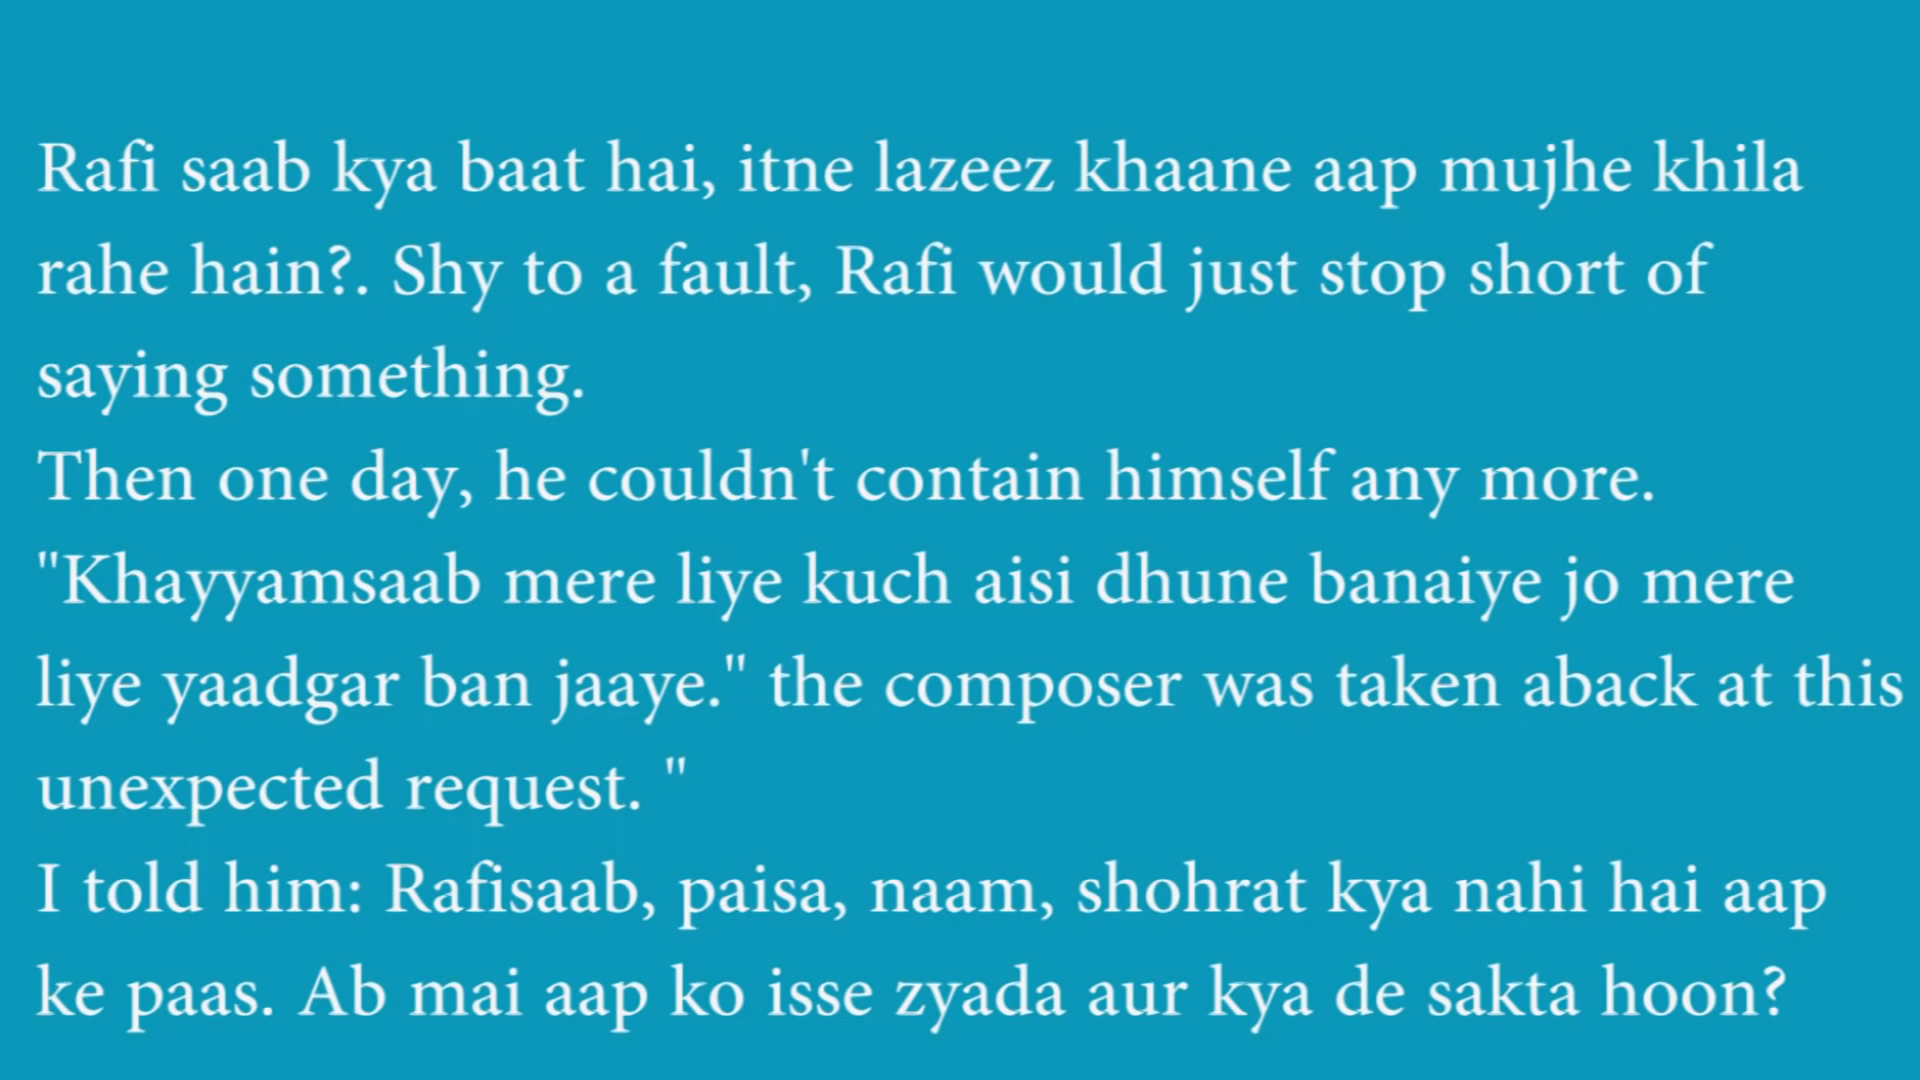 Rafi saab kya baat hai, itne lazeez khaane aap mujhe khila
rahe hain?. Shy to a fault, Rafi would just stop short of
saying something.
Then one day, he couldn't contain himself any more.
"Khayyamsaab mere liye kuch aisi dhune banaiye jo mere
liye yaadgar ban jaaye." the composer was taken aback at this
unexpected request. "
I told him: Rafisaab, paisa, naam, shohrat kya nahi hai aap
ke paas. Ab mai aap ko isse zyada aur kya de sakta hoon?